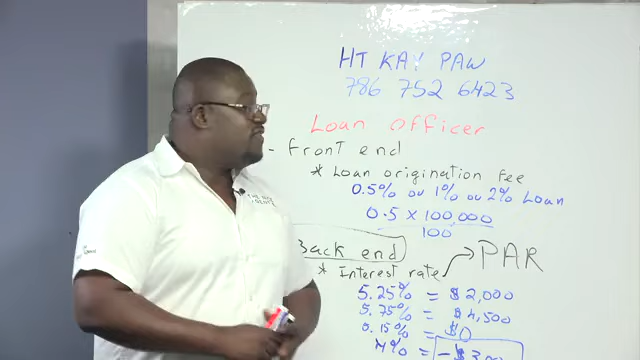 HT KAY PAW
786 752 6423
Loan Officer
- Front end
* Loan origination fee
0.5% ou 1% ou 2% Loan
0.5 x 100,000
100
Back end
* Interest rate
PAR
5.25% = $2,000
5.75% = $4,500
6.15% = $0